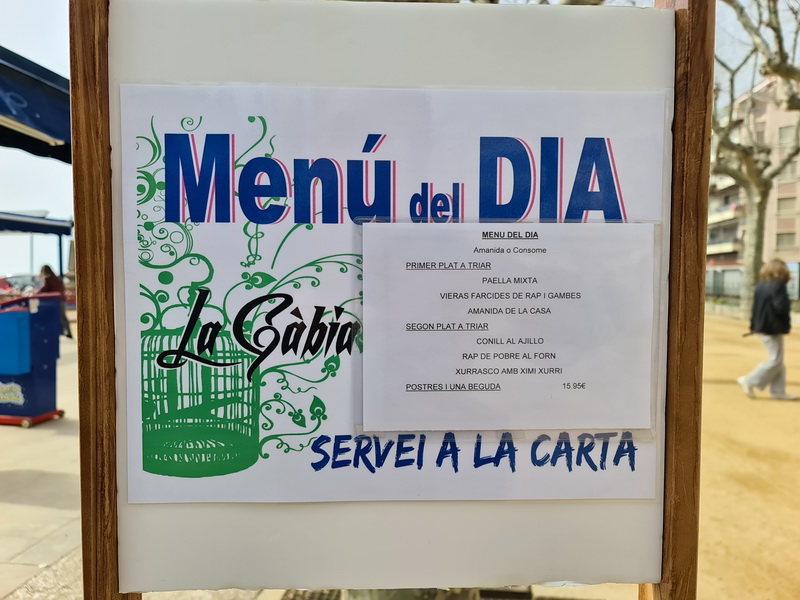 Menú del DIA
La Gàbia
MENU DEL DIA
Amanida o Consome
PRIMER PLAT A TRIAR
PAELLA MIXTA
VIERAS FARCIDES DE RAP I GAMBES
AMANIDA DE LA CASA
SEGON PLAT A TRIAR
CONILL AL AJILLO
RAP DE POBRE AL FORN
XURRASCO AMB XIMI XURRI
POSTRES I UNA BEGUDA 15.95€
SERVEI A LA CARTA